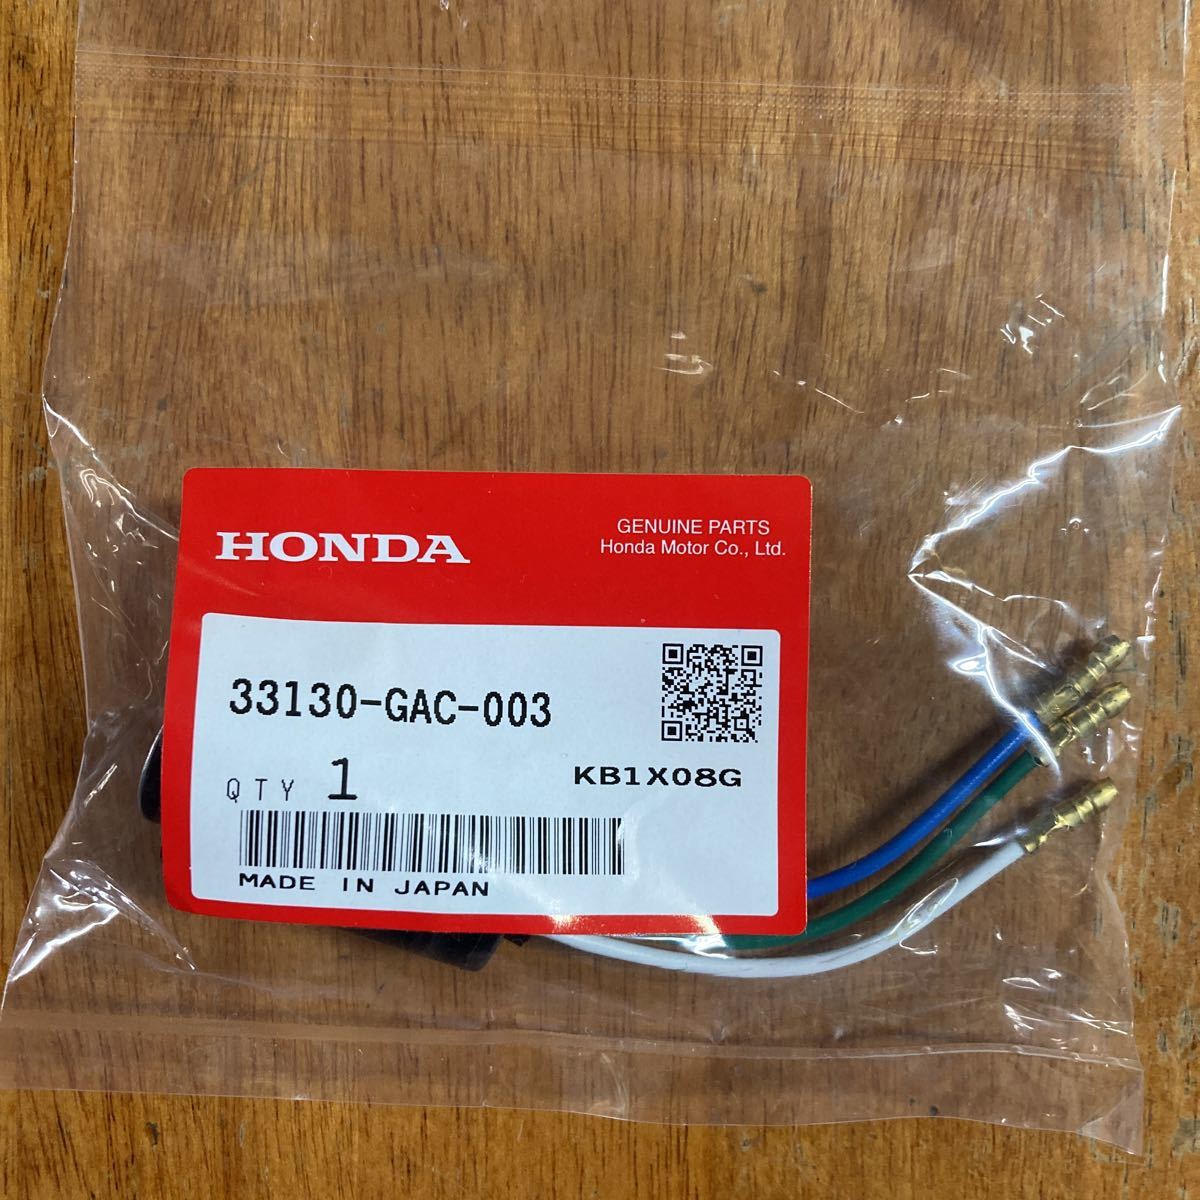 HONDA
GENUINE PARTS
Honda Motor Co., Ltd.
33130-GAC-003
QTY 1
KB1X08G
MADE IN JAPAN